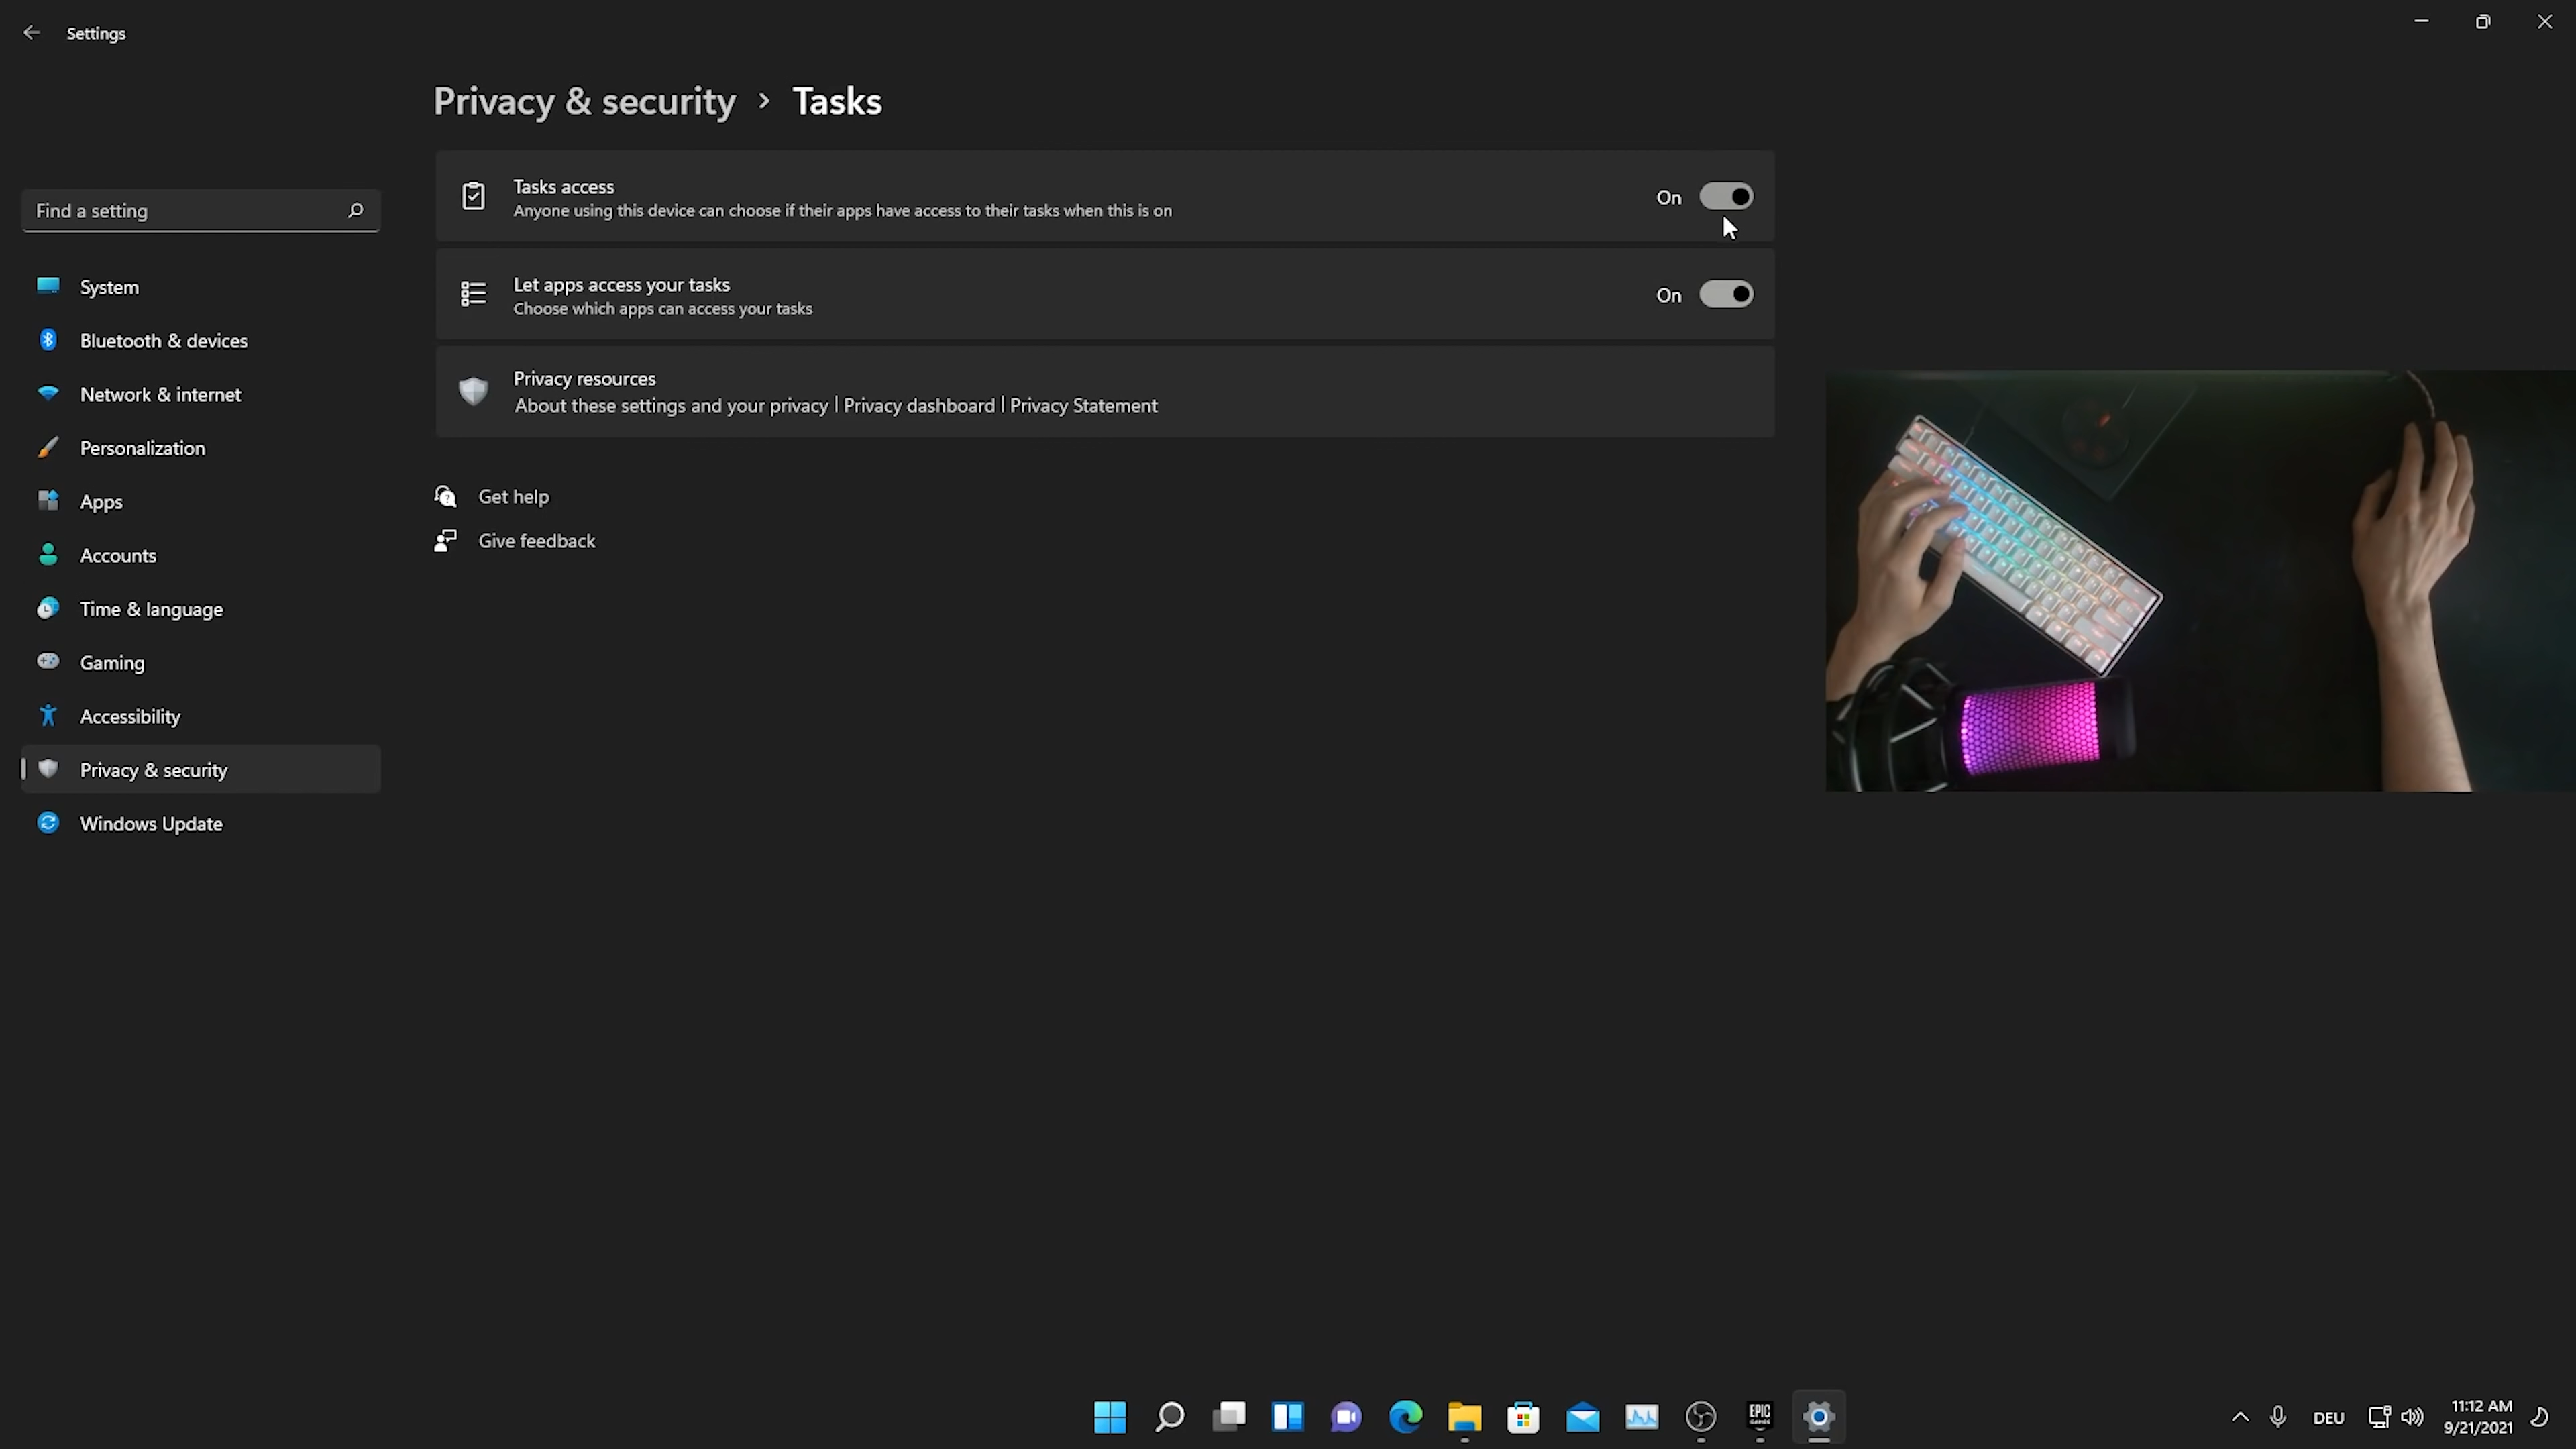 Settings
Privacy & security > Tasks
Find a setting
System
Bluetooth & devices
Network & internet
Personalization
Apps
Accounts
Time & language
Gaming
Accessibility
Privacy & security
Windows Update
Tasks access
Anyone using this device can choose if their apps have access to their tasks when this is on
On
Let apps access your tasks
Choose which apps can access your tasks
On
Privacy resources
About these settings and your privacy | Privacy dashboard | Privacy Statement
Get help
Give feedback
EPIC
GAMES
DEU
11:12 AM
9/21/2021